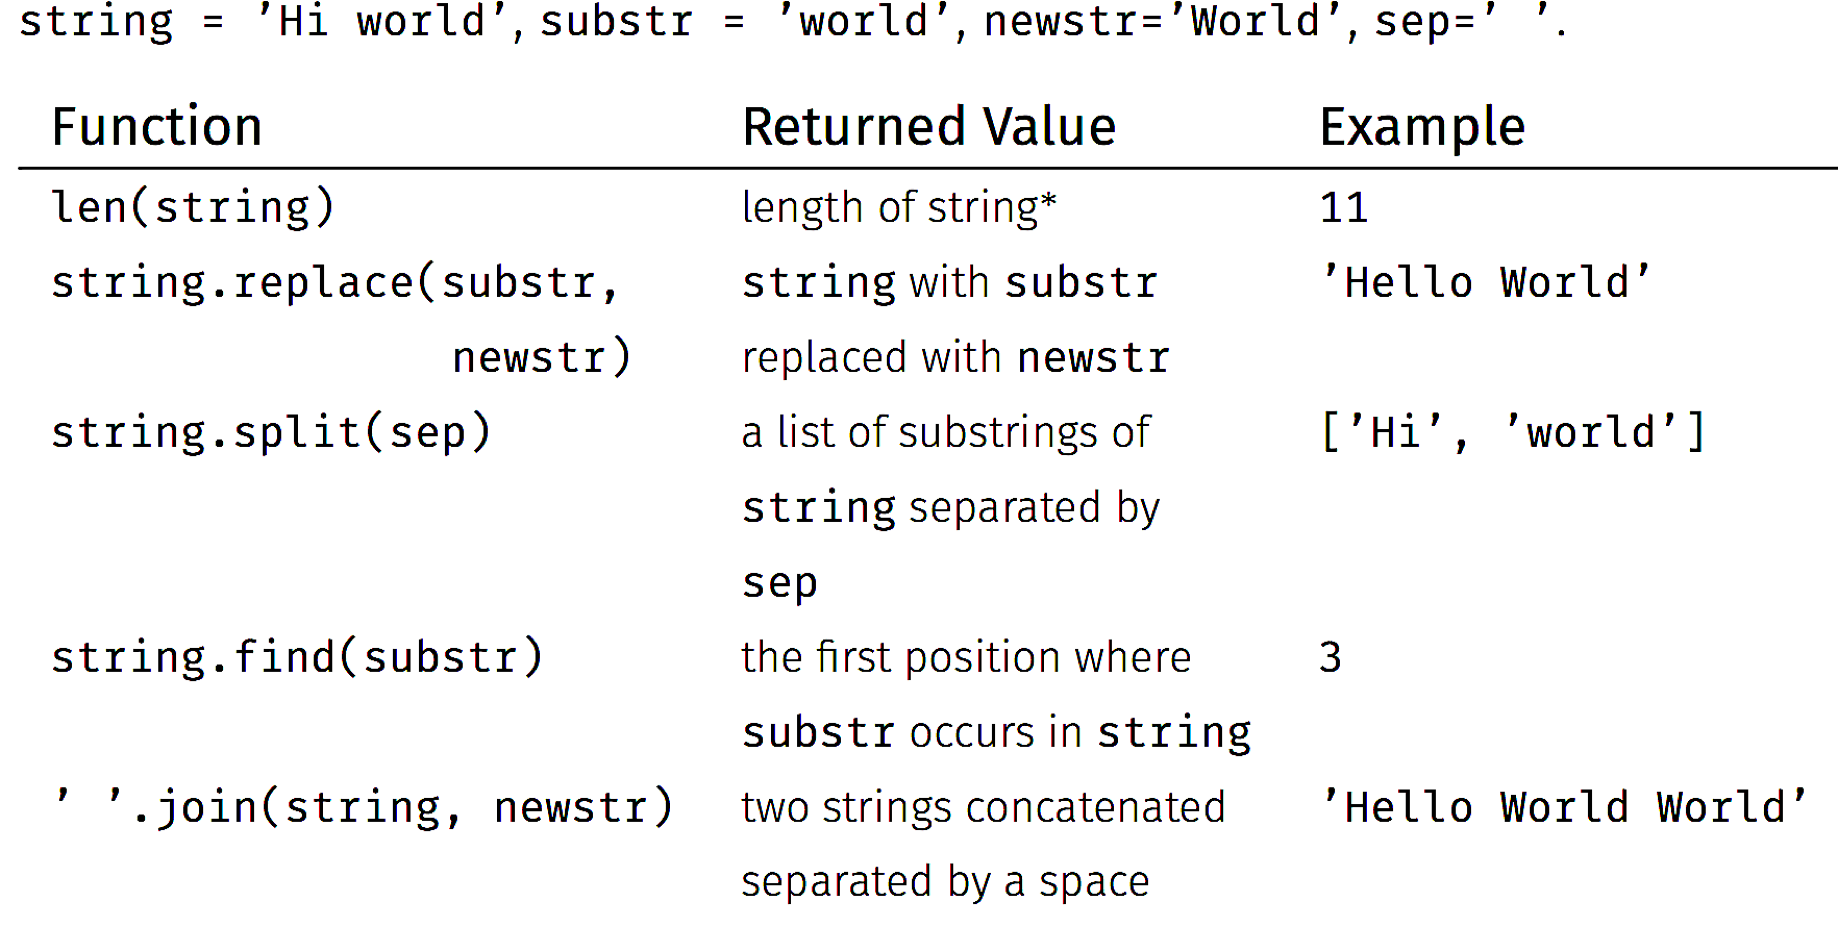 string = ’Hi world’, substr = ’world’, newstr=’World’, sep=’ ’.
Function Returned Value Example
len(string) length of string* 11
string.replace(substr, string with substr ’Hello World’
newstr) replaced with newstr
string.split(sep) a list of substrings of [’Hi’, ’world’]
string separated by
sep
string.find(substr) the first position where 3
substr occurs in string
’ ’.join(string, newstr) two strings concatenated ’Hello World World’
separated by a space